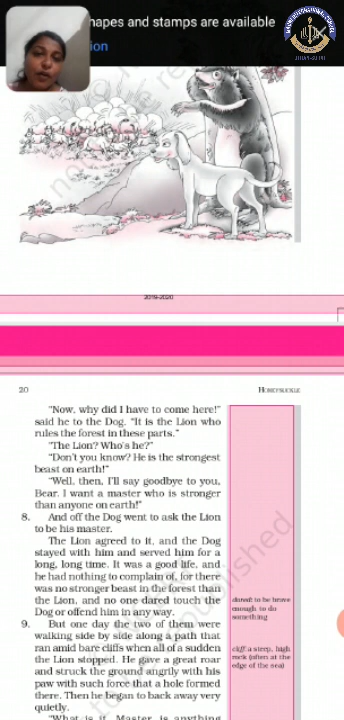 hapes and stamps are available
ion
2019-2020
20
HONEYSUCKLE
"Now, why did I have to come here!"
said he to the Dog. "It is the Lion who
rules the forest in these parts."
"The Lion? Who's he?"
"Don't you know? He is the strongest
beast on earth!"
"Well, then, I'll say goodbye to you,
Bear. I want a master who is stronger
than anyone on earth!"
8. And off the Dog went to ask the Lion
to be his master.
The Lion agreed to it, and the Dog
stayed with him and served him for a
long, long time. It was a good life, and
he had nothing to complain of, for there
was no stronger beast in the forest than
the Lion, and no one dared touch the
Dog or offend him in any way.
dared: to be brave
enough to do
something
9. But one day the two of them were
walking side by side along a path that
ran amid bare cliffs when all of a sudden
the Lion stopped. He gave a great roar
and struck the ground angrily with his
paw with such force that a hole formed
there. Then he began to back away very
quietly.
"What is it, Master, is anything
cliff: a steep, high
rock (often at the
edge of the sea)